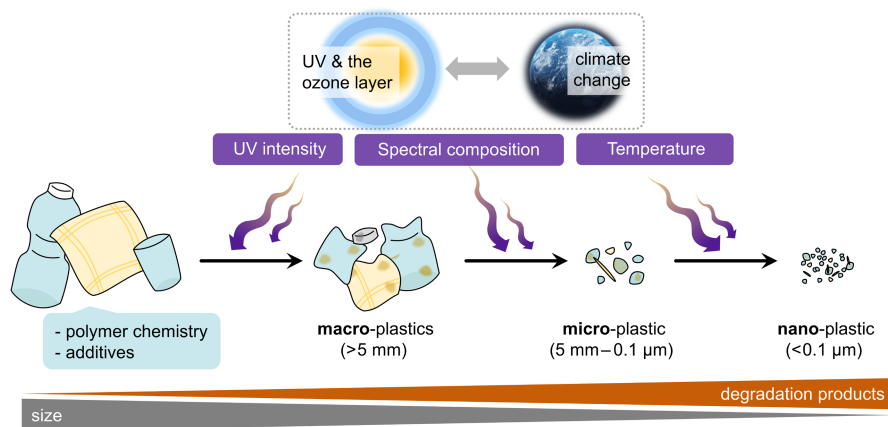 UV & the
ozone layer
climate
change
UV intensity
Spectral composition
Temperature
- polymer chemistry
- additives
macro-plastics
(>5 mm)
micro-plastic
(5 mm–0.1 µm)
nano-plastic
(<0.1 µm)
degradation products
size